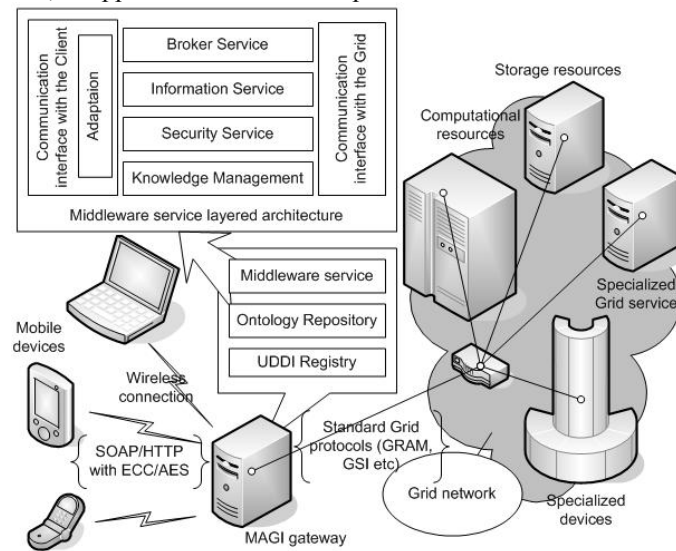 Communication
interface with the Client
Adaptaion
Broker Service
Information Service
Security Service
Knowledge Management
Communication
interface with the Grid
Middleware service layered architecture
Storage resources
Computational
resources
Specialized
Grid service
Middleware service
Ontology Repository
UDDI Registry
Mobile
devices
Wireless
connection
SOAP/HTTP
with ECC/AES
Standard Grid
protocols (GRAM,
GSI etc)
MAGI gateway
Grid network
Specialized
devices